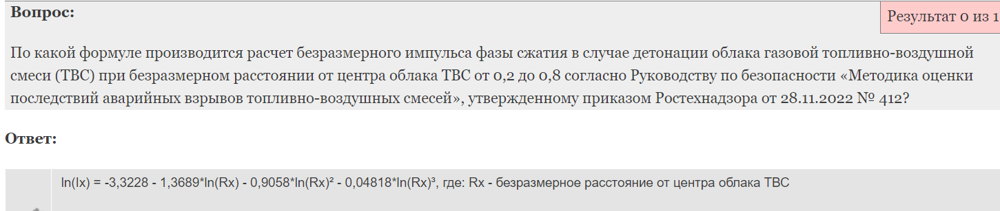 Вопрос:
Результат 0 из 1
По какой формуле производится расчет безразмерного импульса фазы сжатия в случае детонации облака газовой топливно-воздушной
смеси (ТВС) при безразмерном расстоянии от центра облака ТВС от 0,2 до 0,8 согласно Руководству по безопасности «Методика оценки
последствий аварийных взрывов топливно-воздушных смесей», утвержденному приказом Ростехнадзора от 28.11.2022 № 412?
Ответ:
ln(Ix) = -3,3228 - 1,3689*ln(Rx) - 0,9058*ln(Rx)² - 0,04818*ln(Rx)³, где: Rx - безразмерное расстояние от центра облака ТВС